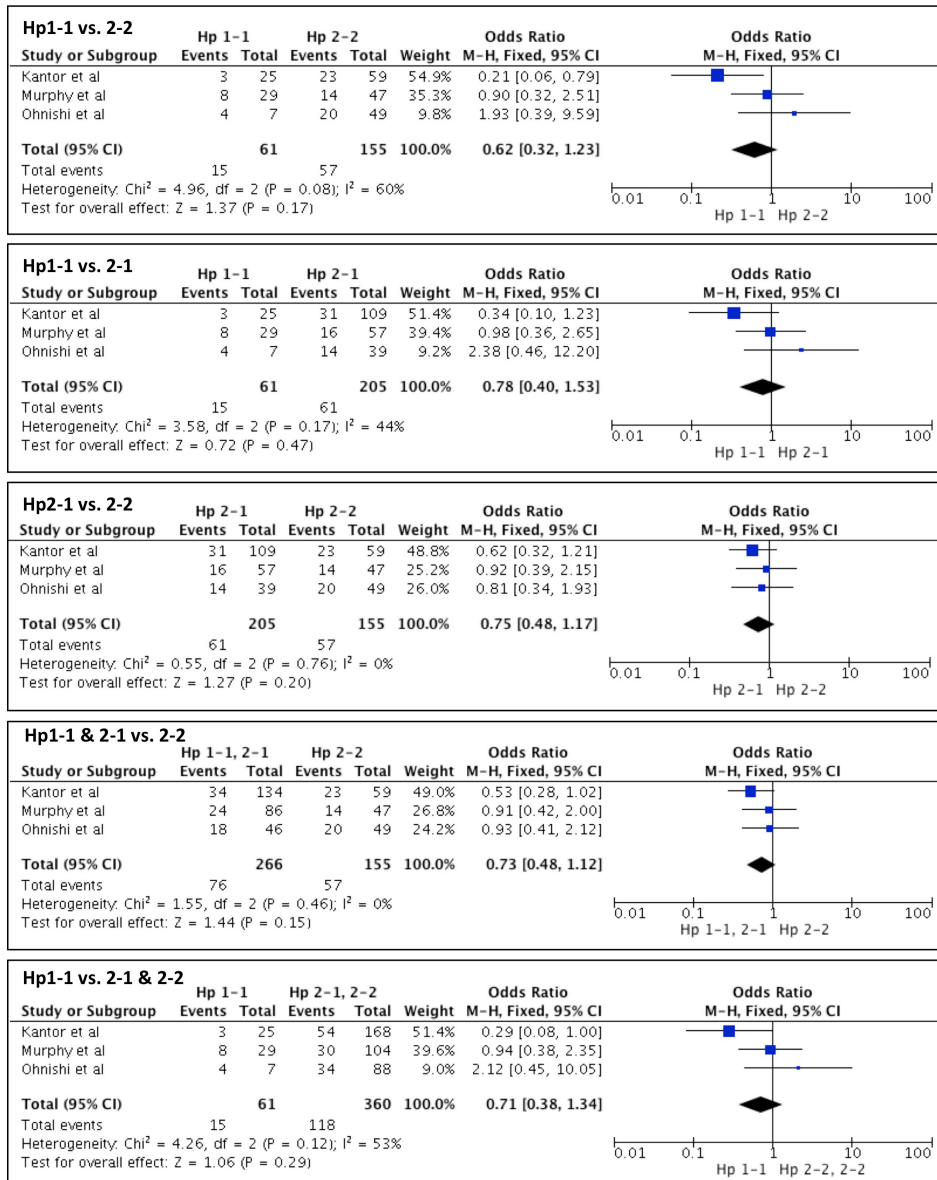 Hp1-1 vs. 2-2
Hp 1-1 Hp 2-2 Odds Ratio Odds Ratio
Study or Subgroup Events Total Events Total Weight M-H, Fixed, 95% CI M-H, Fixed, 95% CI
Kantor et al 3 25 23 59 54.9% 0.21 [0.06, 0.79]
Murphy et al 8 29 14 47 35.3% 0.90 [0.32, 2.51]
Ohnishi et al 4 7 20 49 9.8% 1.93 [0.39, 9.59]
Total (95% CI) 61 155 100.0% 0.62 [0.32, 1.23]
Total events 15 57
Heterogeneity: Chi² = 4.96, df = 2 (P = 0.08); I² = 60%
Test for overall effect: Z = 1.37 (P = 0.17)
0.01 0.1 1 10 100
Hp 1-1 Hp 2-2
Hp1-1 vs. 2-1
Hp 1-1 Hp 2-1 Odds Ratio Odds Ratio
Study or Subgroup Events Total Events Total Weight M-H, Fixed, 95% CI M-H, Fixed, 95% CI
Kantor et al 3 25 31 109 51.4% 0.34 [0.10, 1.23]
Murphy et al 8 29 16 57 39.4% 0.98 [0.36, 2.65]
Ohnishi et al 4 7 14 39 9.2% 2.38 [0.46, 12.20]
Total (95% CI) 61 205 100.0% 0.78 [0.40, 1.53]
Total events 15 61
Heterogeneity: Chi² = 3.58, df = 2 (P = 0.17); I² = 44%
Test for overall effect: Z = 0.72 (P = 0.47)
0.01 0.1 1 10 100
Hp 1-1 Hp 2-1
Hp2-1 vs. 2-2
Hp 2-1 Hp 2-2 Odds Ratio Odds Ratio
Study or Subgroup Events Total Events Total Weight M-H, Fixed, 95% CI M-H, Fixed, 95% CI
Kantor et al 31 109 23 59 48.8% 0.62 [0.32, 1.21]
Murphy et al 16 57 14 47 25.2% 0.92 [0.39, 2.15]
Ohnishi et al 14 39 20 49 26.0% 0.81 [0.34, 1.93]
Total (95% CI) 205 155 100.0% 0.75 [0.48, 1.17]
Total events 61 57
Heterogeneity: Chi² = 0.55, df = 2 (P = 0.76); I² = 0%
Test for overall effect: Z = 1.27 (P = 0.20)
0.01 0.1 1 10 100
Hp 2-1 Hp 2-2
Hp1-1 & 2-1 vs. 2-2
Hp 1-1, 2-1 Hp 2-2 Odds Ratio Odds Ratio
Study or Subgroup Events Total Events Total Weight M-H, Fixed, 95% CI M-H, Fixed, 95% CI
Kantor et al 34 134 23 59 49.0% 0.53 [0.28, 1.02]
Murphy et al 24 86 14 47 26.8% 0.91 [0.42, 2.00]
Ohnishi et al 18 46 20 49 24.2% 0.93 [0.41, 2.12]
Total (95% CI) 266 155 100.0% 0.73 [0.48, 1.12]
Total events 76 57
Heterogeneity: Chi² = 1.55, df = 2 (P = 0.46); I² = 0%
Test for overall effect: Z = 1.44 (P = 0.15)
0.01 0.1 1 10 100
Hp 1-1, 2-1 Hp 2-2
Hp1-1 vs. 2-1 & 2-2
Hp 1-1 Hp 2-1, 2-2 Odds Ratio Odds Ratio
Study or Subgroup Events Total Events Total Weight M-H, Fixed, 95% CI M-H, Fixed, 95% CI
Kantor et al 3 25 54 168 51.4% 0.29 [0.08, 1.00]
Murphy et al 8 29 30 104 39.6% 0.94 [0.38, 2.35]
Ohnishi et al 4 7 34 88 9.0% 2.12 [0.45, 10.05]
Total (95% CI) 61 360 100.0% 0.71 [0.38, 1.34]
Total events 15 118
Heterogeneity: Chi² = 4.26, df = 2 (P = 0.12); I² = 53%
Test for overall effect: Z = 1.06 (P = 0.29)
0.01 0.1 1 10 100
Hp 1-1 Hp 2-2, 2-2